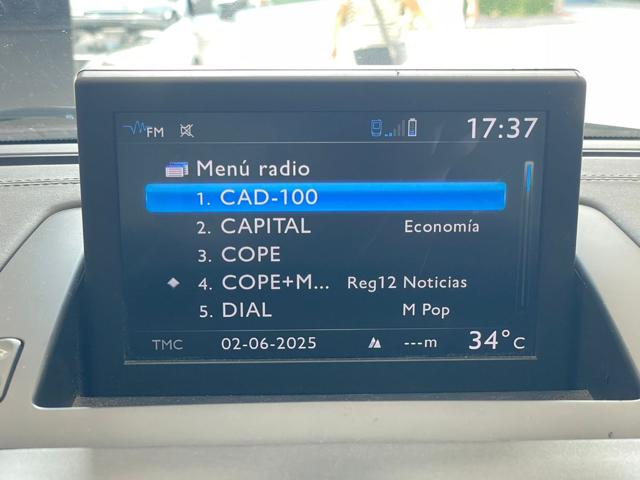 FM 17:37
Menú radio
1. CAD-100
2. CAPITAL Economía
3. COPE
4. COPE+M... Reg12 Noticias
5. DIAL M Pop
TMC 02-06-2025 ---m 34°C